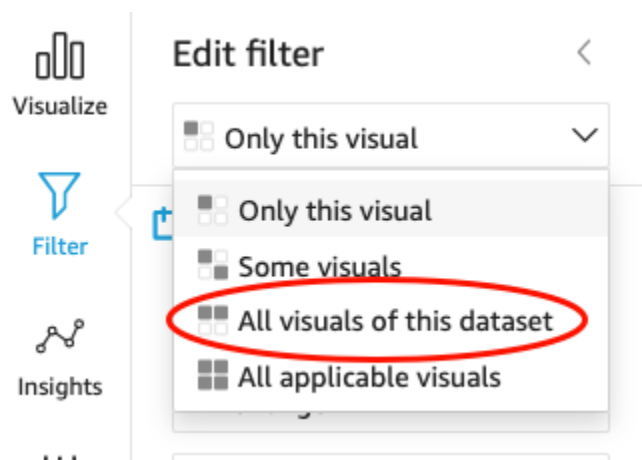 Edit filter
Visualize
Only this visual
Only this visual
Filter
Some visuals
All visuals of this dataset
Insights
All applicable visuals